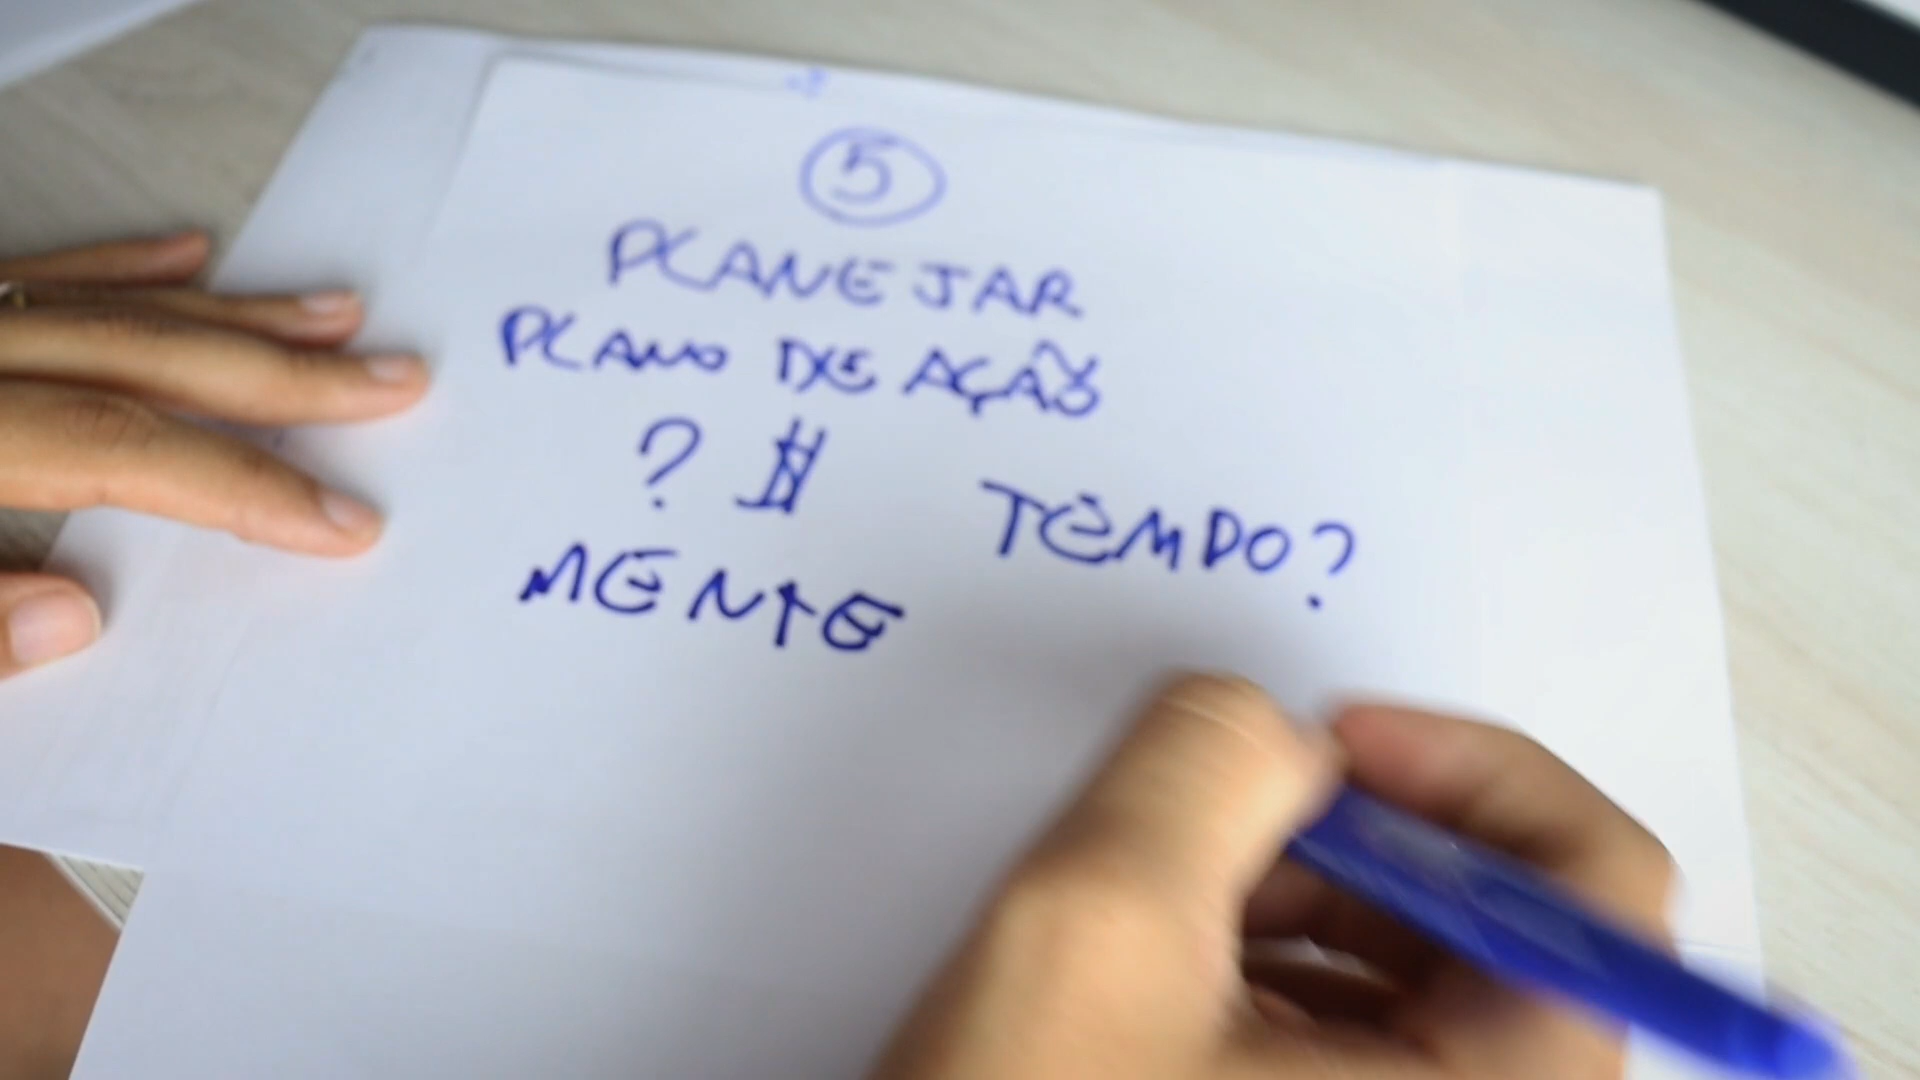 5
PLANEJAR
PLANO DE AÇÃO
? $
TEMPO?
MENTE